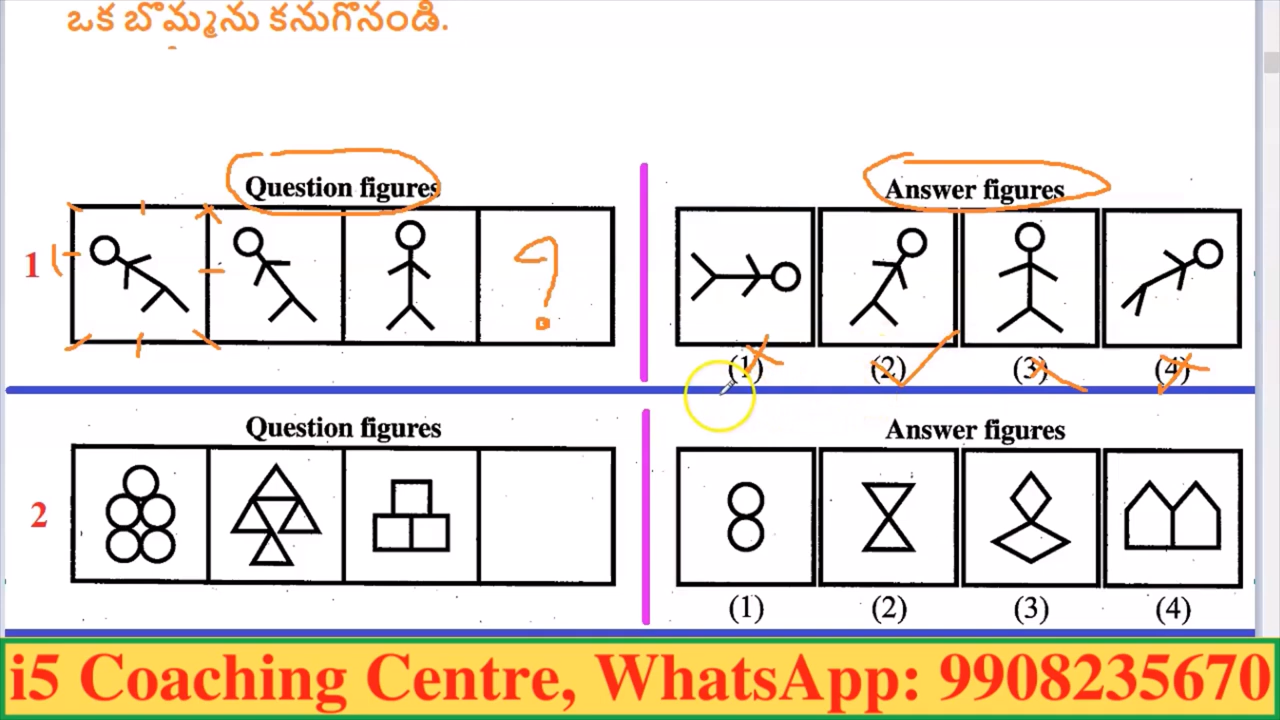 ఒక బొమ్మను కనుగొనండి.
Question figures
Answer figures
1
?
(1) (2) (3) (4)
Question figures
Answer figures
2
(1) (2) (3) (4)
i5 Coaching Centre, WhatsApp: 9908235670